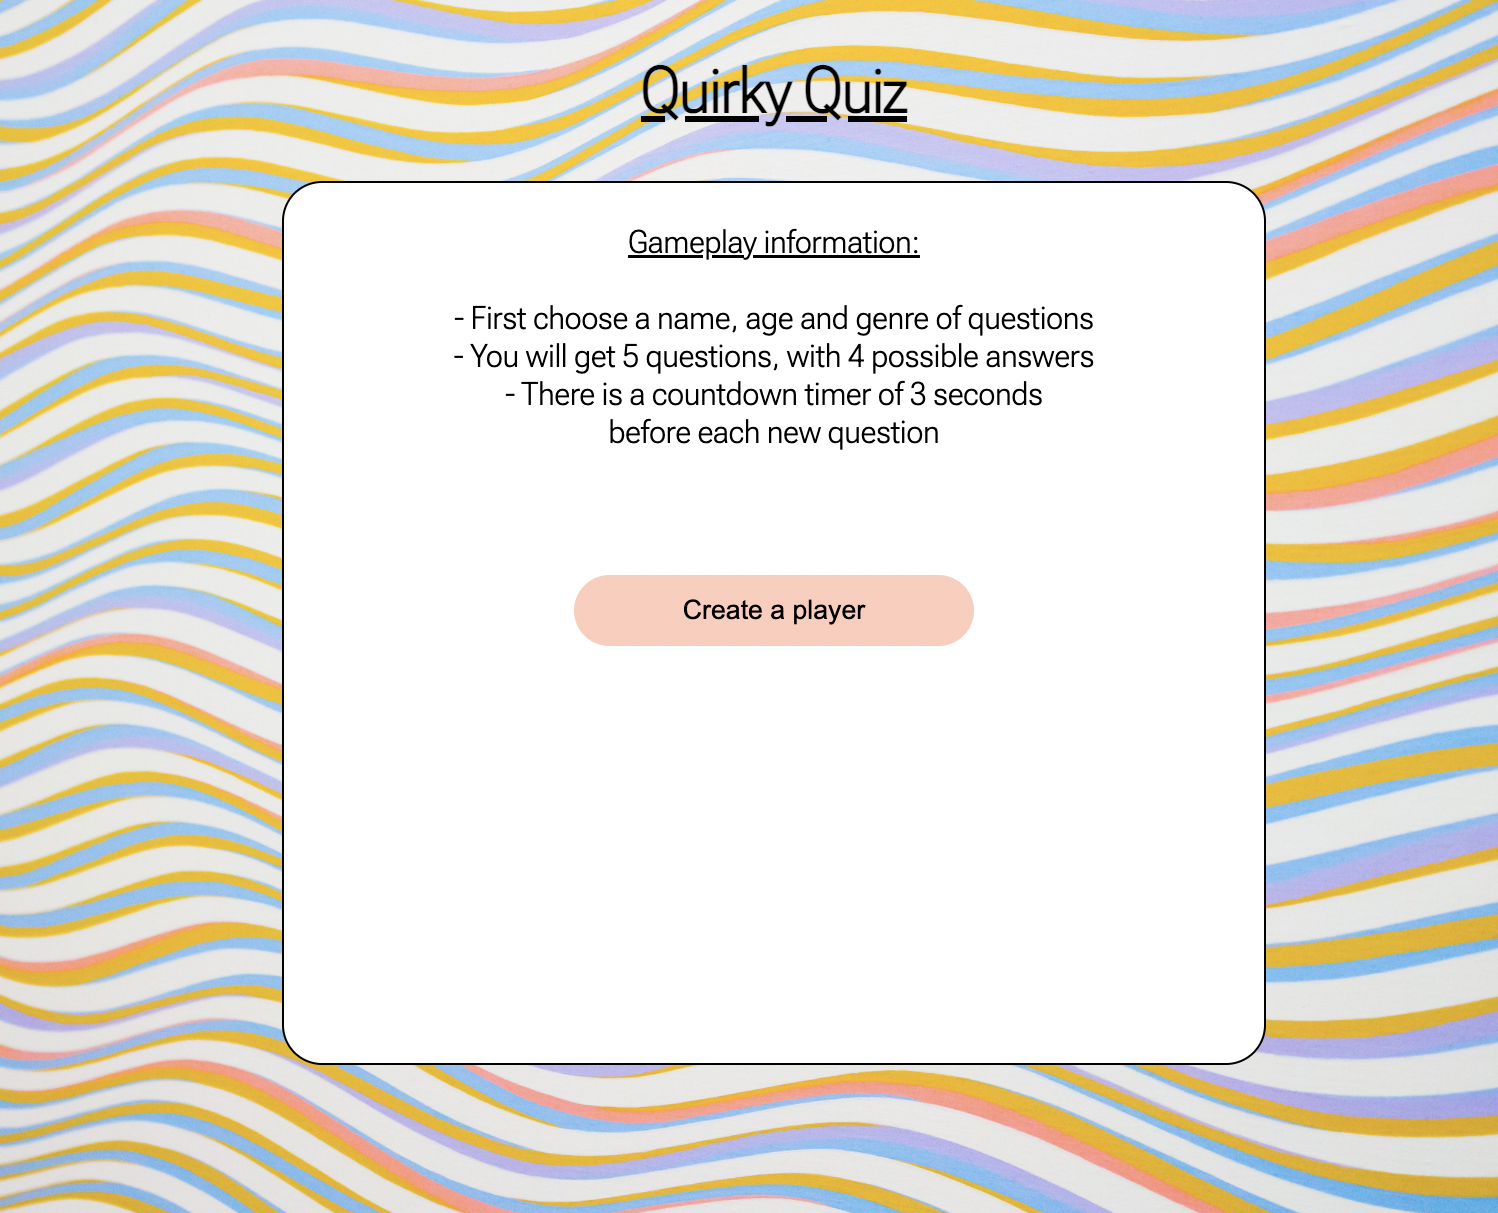 Quirky Quiz
Gameplay information:
- First choose a name, age and genre of questions
- You will get 5 questions, with 4 possible answers
- There is a countdown timer of 3 seconds
before each new question
Create a player